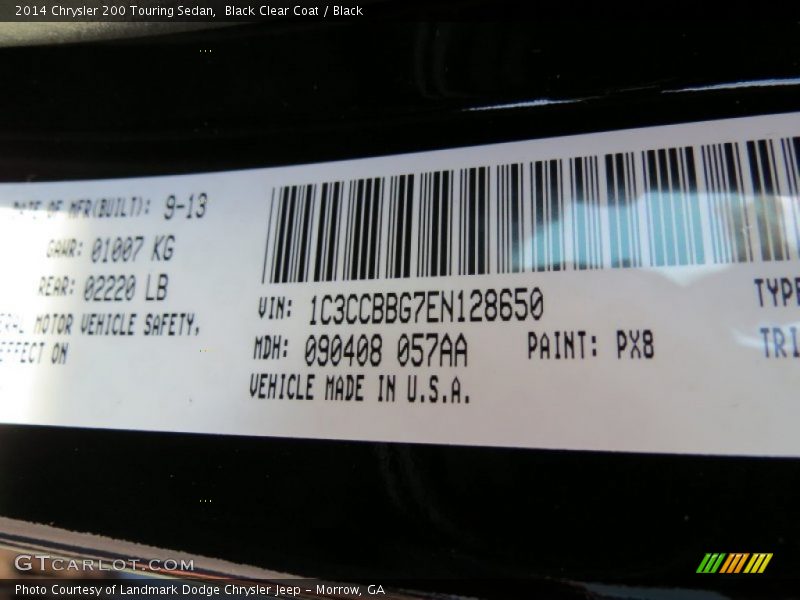 2014 Chrysler 200 Touring Sedan, Black Clear Coat / Black
DATE OF MFR(BUILT): 9-13
GAWR: 01007 KG
REAR: 02220 LB
ERAL MOTOR VEHICLE SAFETY,
EFFECT ON
VIN: 1C3CCBBG7EN128650
MDH: 090408 057AA
PAINT: PX8
VEHICLE MADE IN U.S.A.
TYPE
TRI
GTCARLOT.COM
Photo Courtesy of Landmark Dodge Chrysler Jeep - Morrow, GA